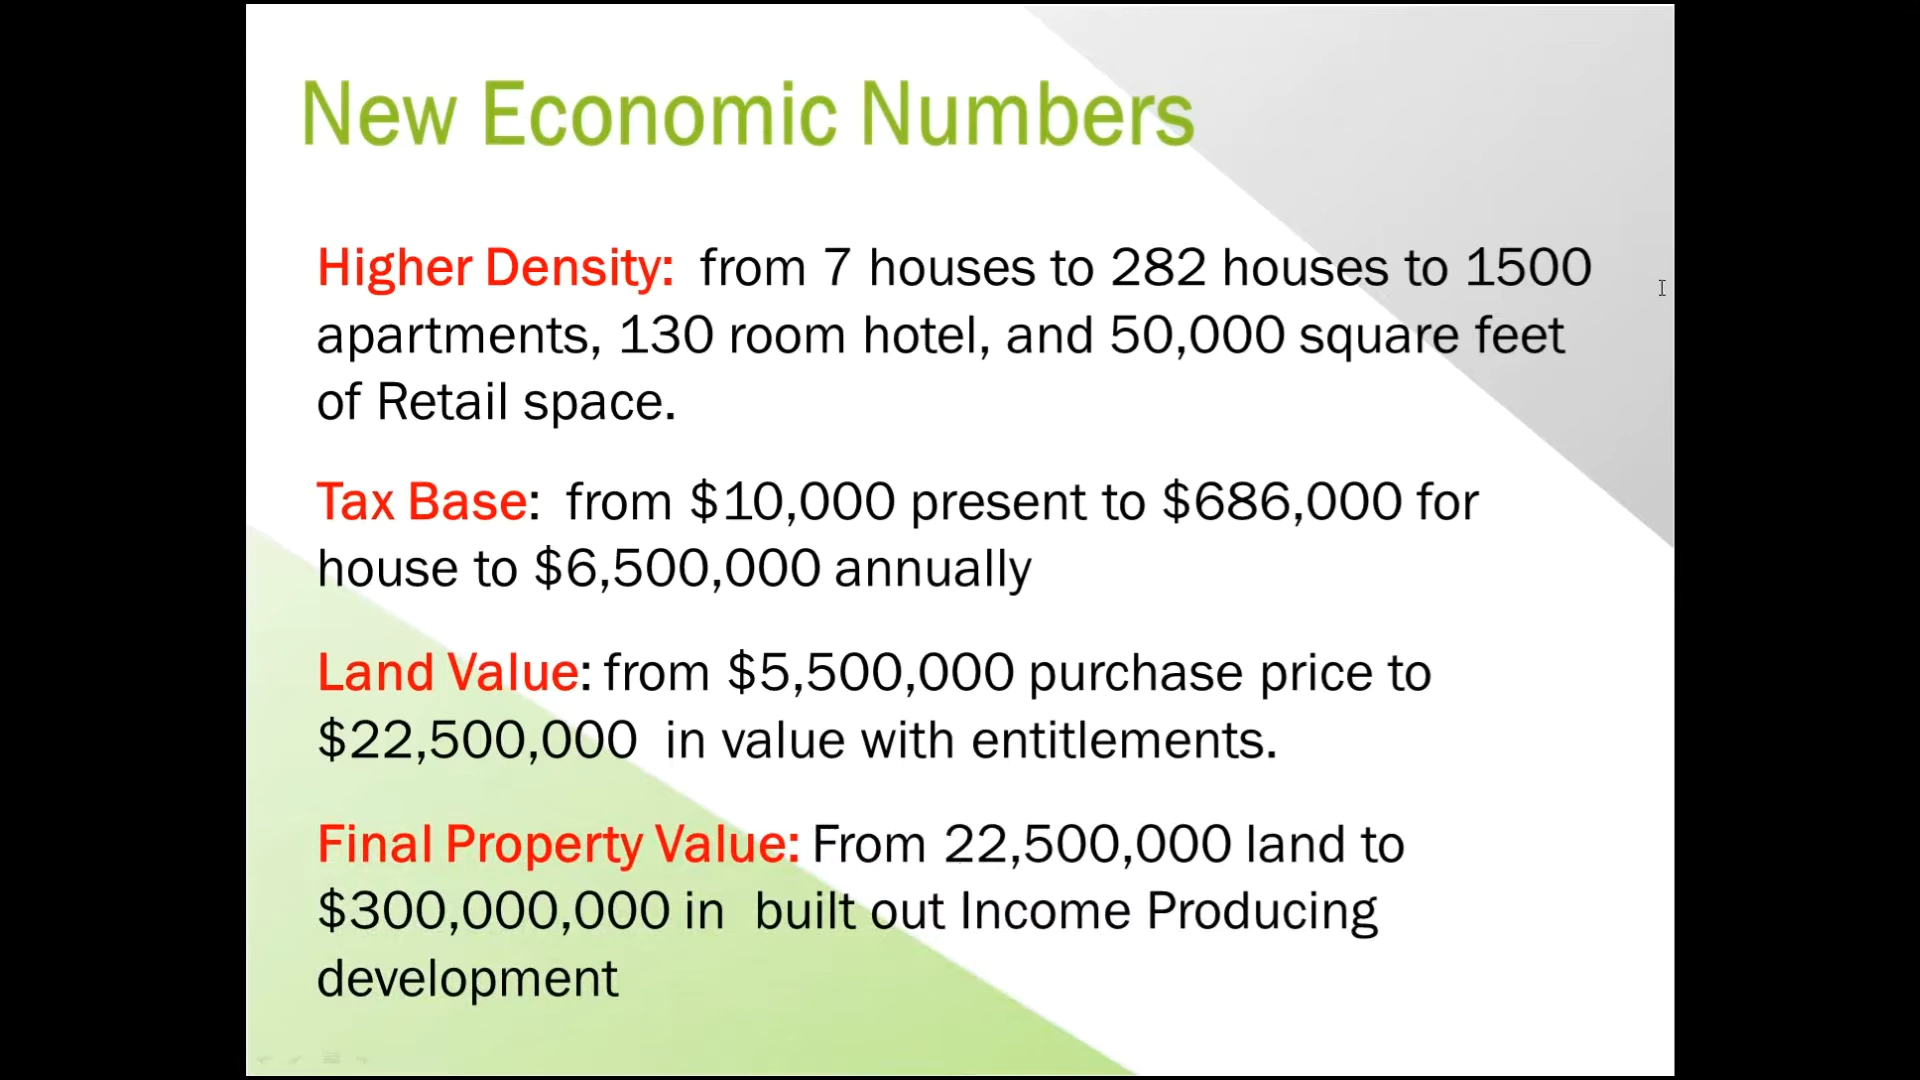 New Economic Numbers
Higher Density:  from 7 houses to 282 houses to 1500
apartments, 130 room hotel, and 50,000 square feet
of Retail space.
Tax Base:  from $10,000 present to $686,000 for
house to $6,500,000 annually
Land Value: from $5,500,000 purchase price to
$22,500,000  in value with entitlements.
Final Property Value: From 22,500,000 land to
$300,000,000 in  built out Income Producing
development